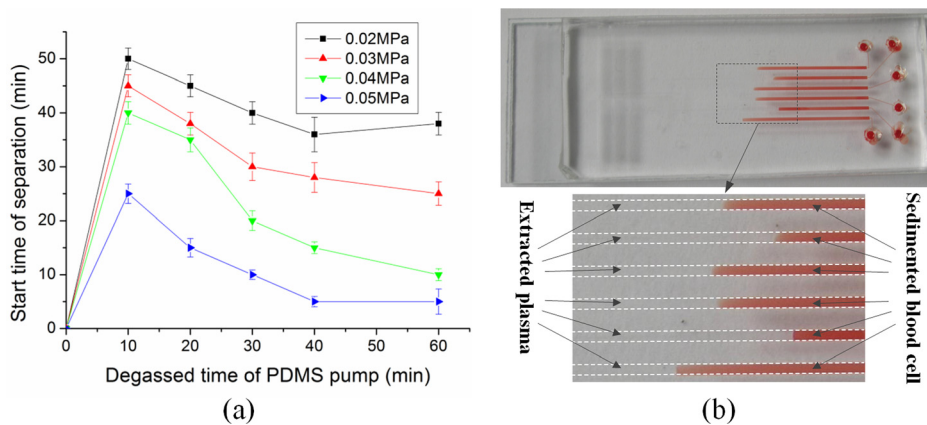 0.02MPa
0.03MPa
0.04MPa
0.05MPa
Start time of separation (min)
50
40
30
20
10
0
0 10 20 30 40 50 60
Degassed time of PDMS pump (min)
(a)
Extracted plasma
Sedimented blood cell
(b)